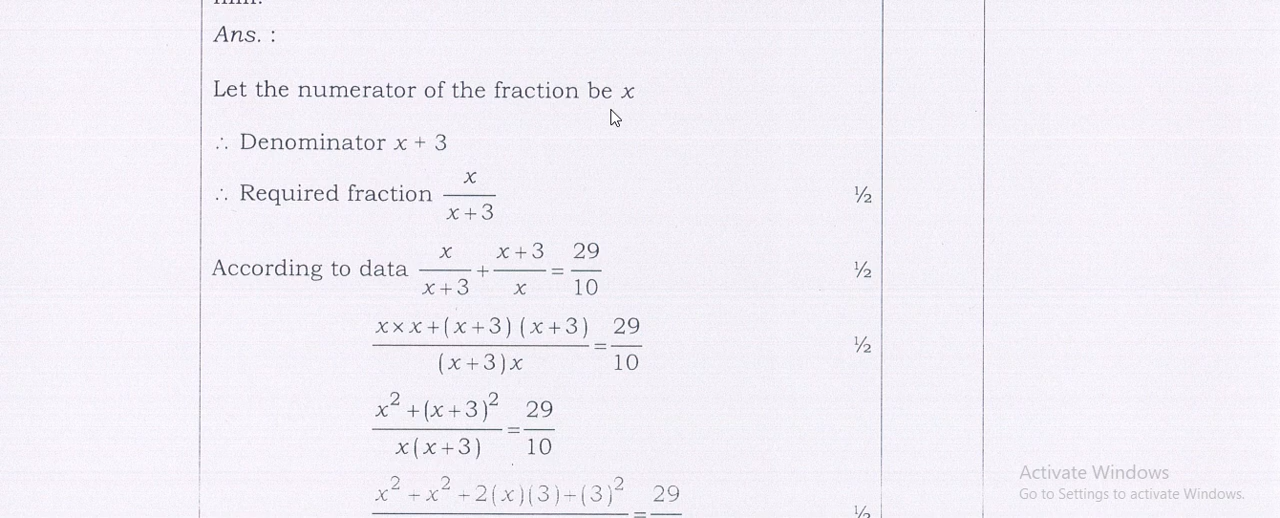 Ans. :
Let the numerator of the fraction be x
∴ Denominator x + 3
∴ Required fraction x/(x+3) ½
According to data x/(x+3) + (x+3)/x = 29/10 ½
(x×x+(x+3)(x+3))/((x+3)x) = 29/10 ½
(x²+(x+3)²)/(x(x+3)) = 29/10
x²+x²+2(x)(3)+(3)² = 29 ½
Activate Windows
Go to Settings to activate Windows.